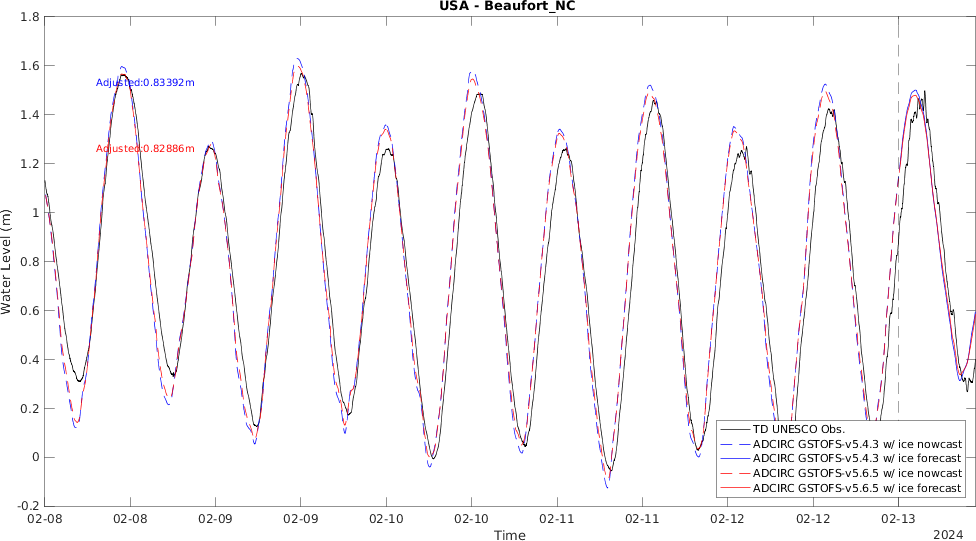 USA - Beaufort_NC
1.8
1.6
1.4
1.2
1
0.8
0.6
0.4
0.2
0
-0.2
Water Level (m)
Adjusted:0.83392m
Adjusted:0.82886m
TD UNESCO Obs.
ADCIRC GSTOFS-v5.4.3 w/ ice nowcast
ADCIRC GSTOFS-v5.4.3 w/ ice forecast
ADCIRC GSTOFS-v5.6.5 w/ ice nowcast
ADCIRC GSTOFS-v5.6.5 w/ ice forecast
02-08 02-08 02-09 02-09 02-10 02-10 02-11 02-11 02-12 02-12 02-13
Time
2024